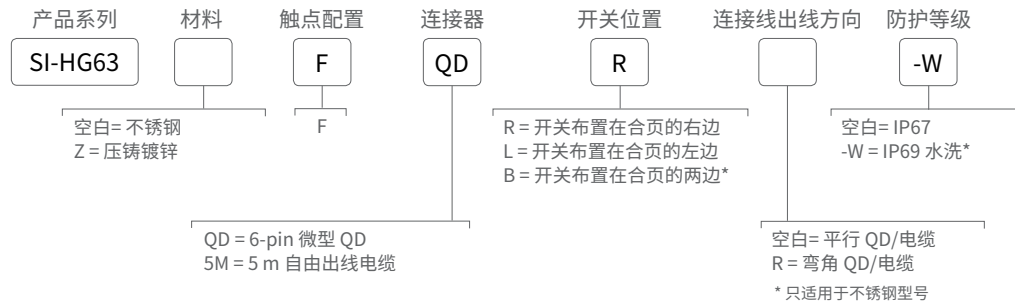 产品系列 材料 触点配置 连接器 开关位置 连接线出线方向 防护等级
SI-HG63 F QD R -W
空白= 不锈钢
Z = 压铸镀锌
F
R = 开关布置在合页的右边
L = 开关布置在合页的左边
B = 开关布置在合页的两边*
空白= IP67
-W = IP69 水洗*
QD = 6-pin 微型 QD
5M = 5 m 自由出线电缆
空白= 平行 QD/电缆
R = 弯角 QD/电缆
* 只适用于不锈钢型号